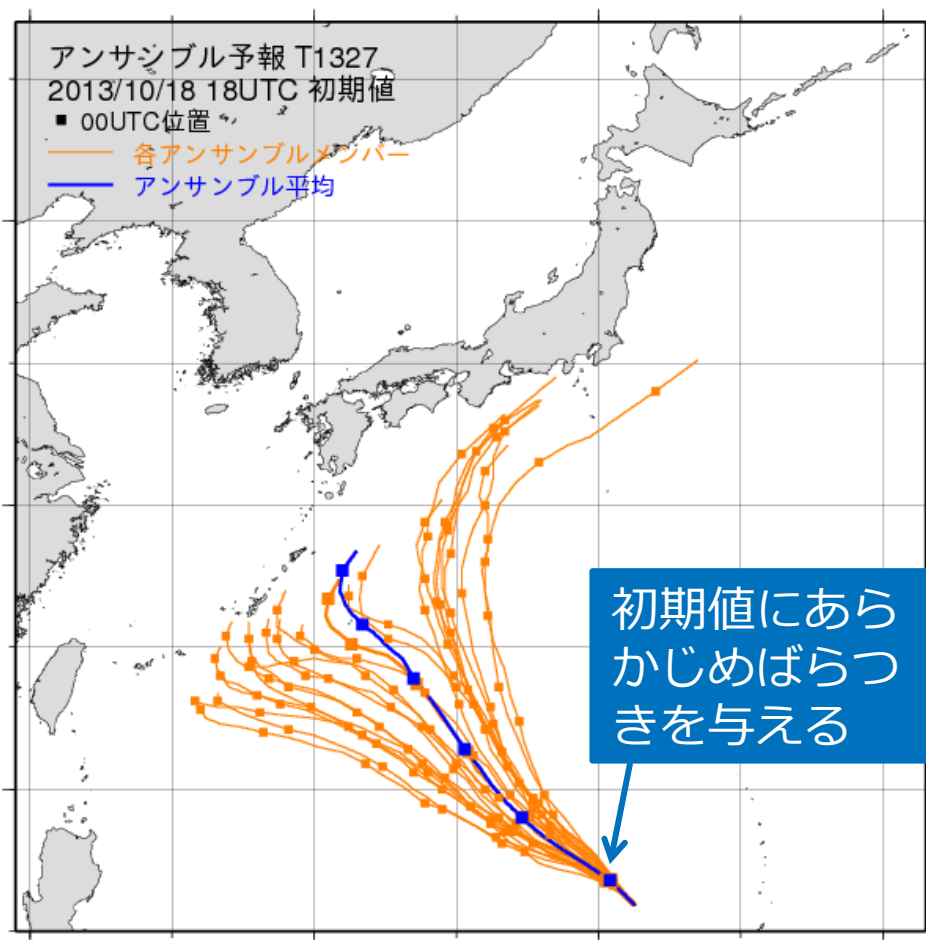 アンサンブル予報 T1327
2013/10/18 18UTC 初期値
■ 00UTC位置
各アンサンブルメンバー
アンサンブル平均
初期値にあら
かじめばらつ
きを与える